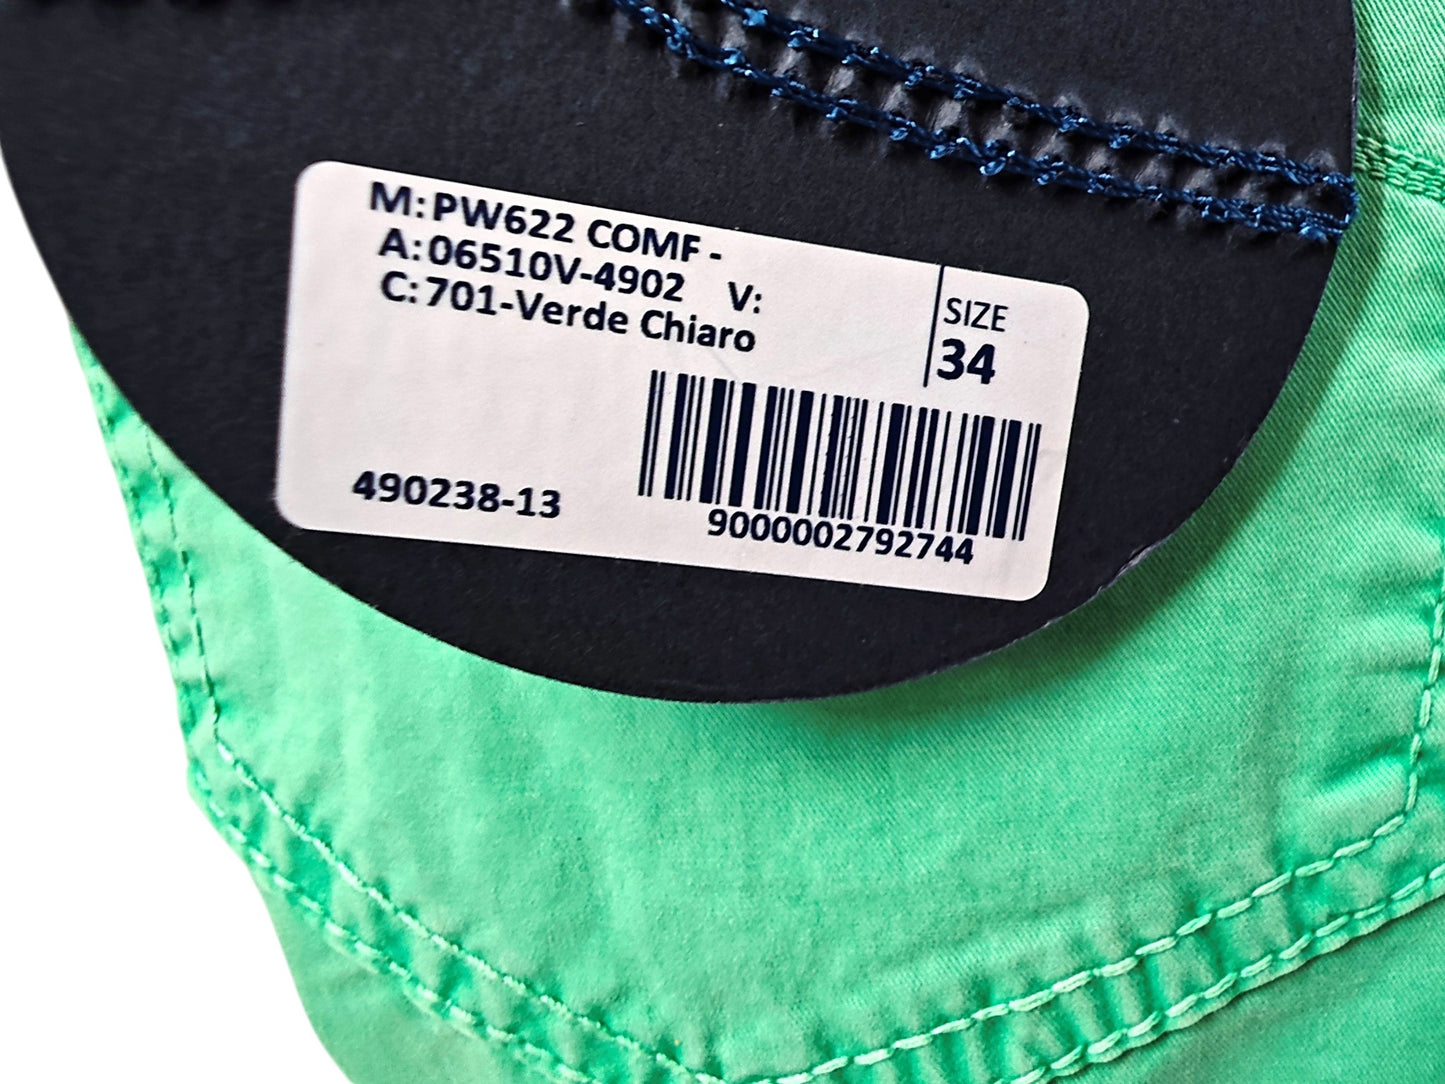 M:PW622 COMF -
A:06510V-4902 V:
C:701-Verde Chiaro
SIZE
34
490238-13
9000002792744